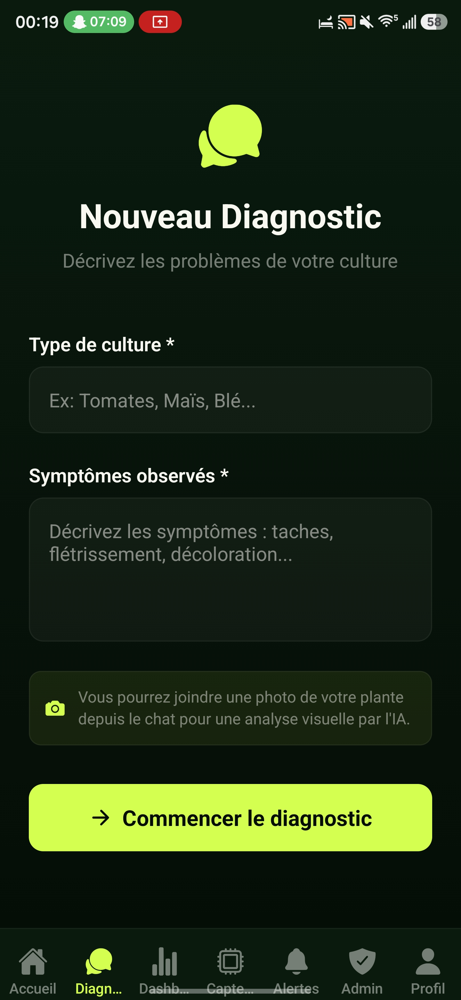 00:19 07:09 5 58
Nouveau Diagnostic
Décrivez les problèmes de votre culture
Type de culture *
Ex: Tomates, Maïs, Blé...
Symptômes observés *
Décrivez les symptômes : taches,
flétrissement, décoloration...
Vous pourrez joindre une photo de votre plante
depuis le chat pour une analyse visuelle par l'IA.
Commencer le diagnostic
Accueil Diagn... Dashb... Capte... Alertes Admin Profil